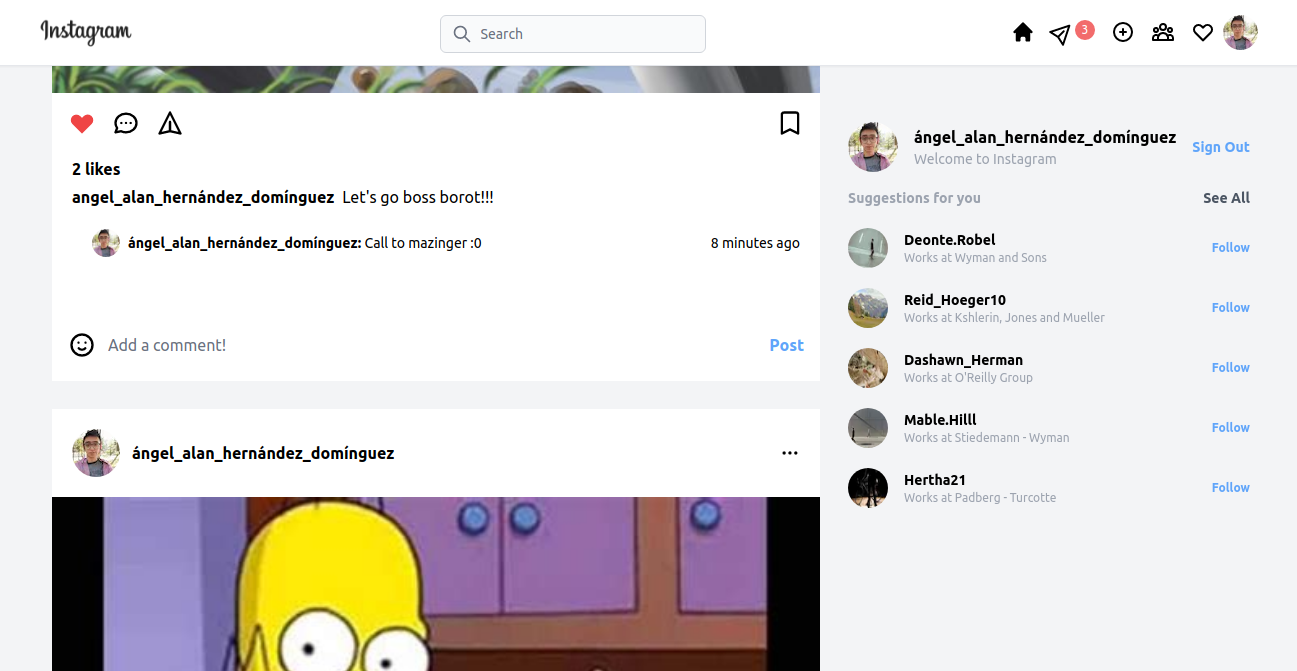 Instagram
Search
3
2 likes
angel_alan_hernández_domínguez Let's go boss borot!!!
ángel_alan_hernández_domínguez: Call to mazinger :0 8 minutes ago
Add a comment! Post
ángel_alan_hernández_domínguez
ángel_alan_hernández_domínguez
Welcome to Instagram
Sign Out
Suggestions for you See All
Deonte.Robel
Works at Wyman and Sons
Follow
Reid_Hoeger10
Works at Kshlerin, Jones and Mueller
Follow
Dashawn_Herman
Works at O'Reilly Group
Follow
Mable.Hilll
Works at Stiedemann - Wyman
Follow
Hertha21
Works at Padberg - Turcotte
Follow